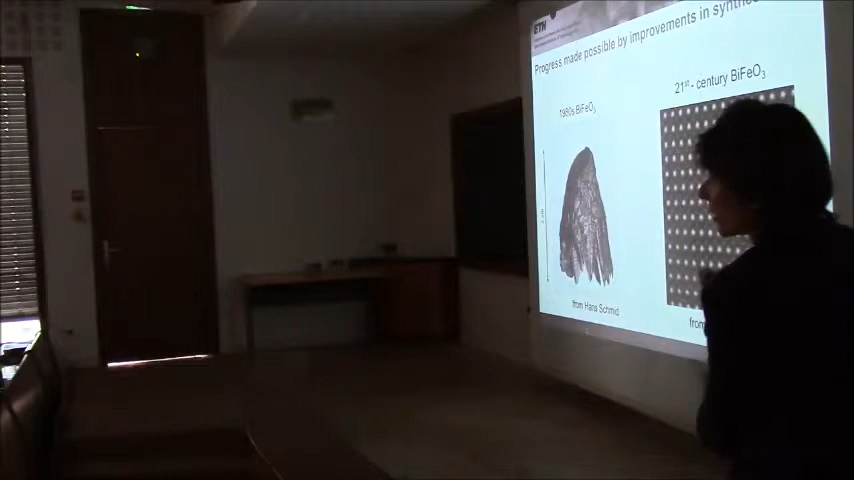 ETH
Progress made possible by improvements in synthe
1980s BiFeO3
21st - century BiFeO3
from Hans Schmid
from